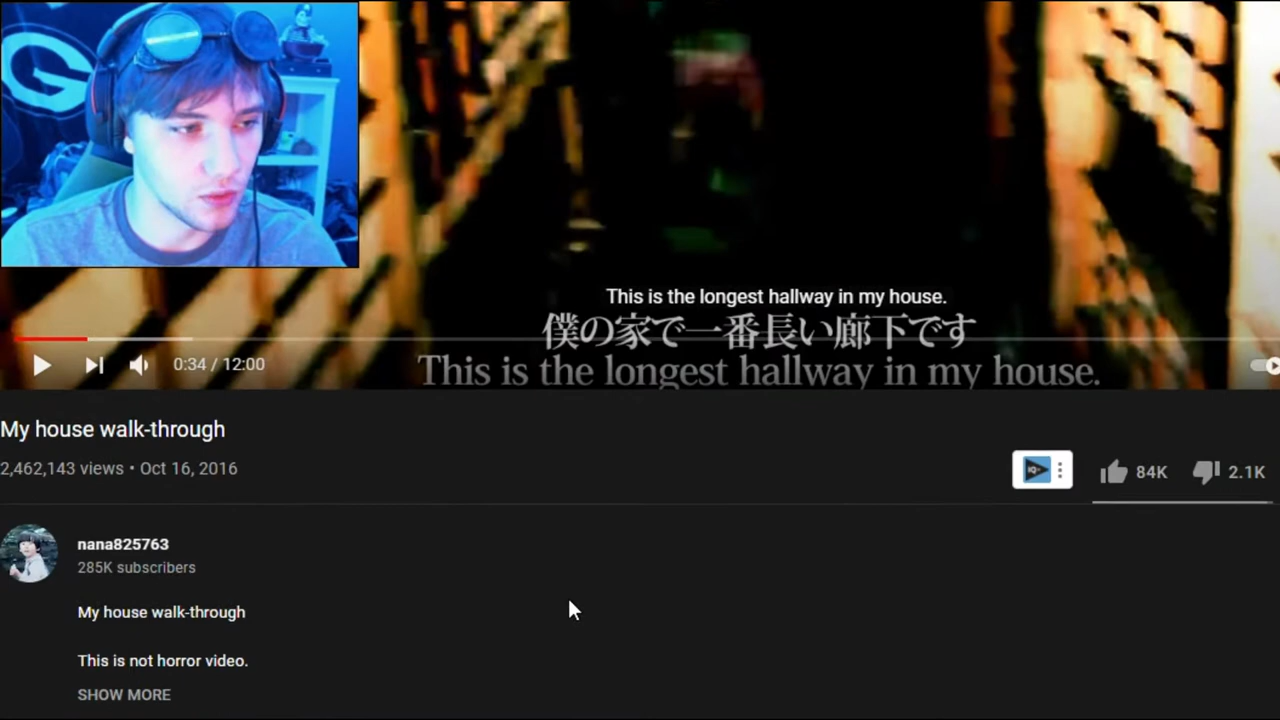 G
This is the longest hallway in my house.
僕の家で一番長い廊下です
This is the longest hallway in my house.
0:34 / 12:00
My house walk-through
2,462,143 views • Oct 16, 2016
IQ
84K
2.1K
nana825763
285K subscribers
My house walk-through
This is not horror video.
SHOW MORE